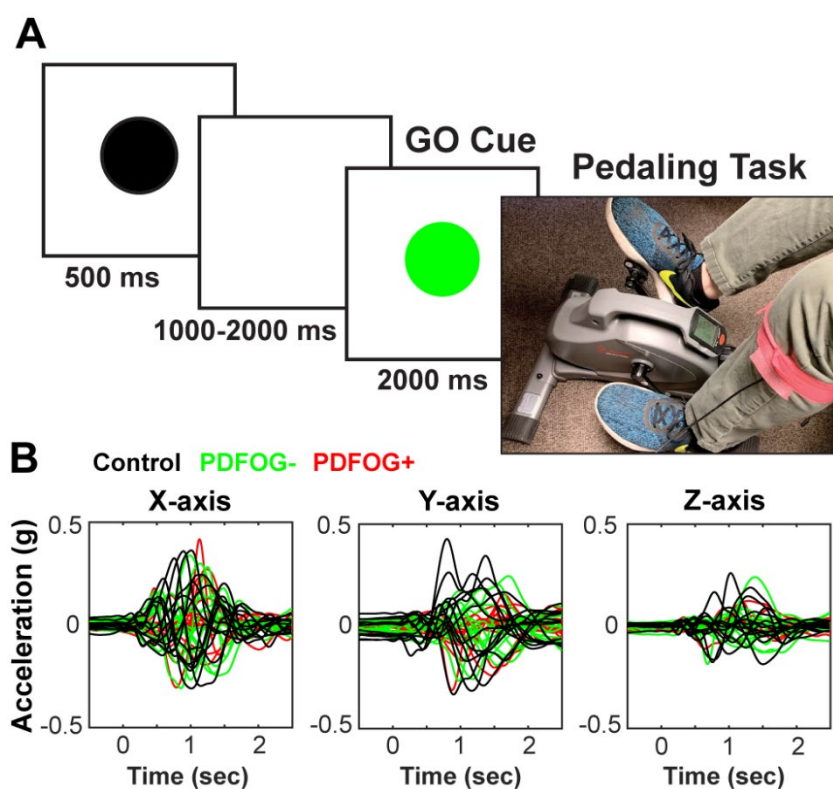 A
GO Cue
Pedaling Task
500 ms
1000-2000 ms
2000 ms
B
Control PDFOG- PDFOG+
X-axis Y-axis Z-axis
Acceleration (g)
0.5 0.5 0.5
0 0 0
-0.5 -0.5 -0.5
0 1 2 0 1 2 0 1 2
Time (sec) Time (sec) Time (sec)